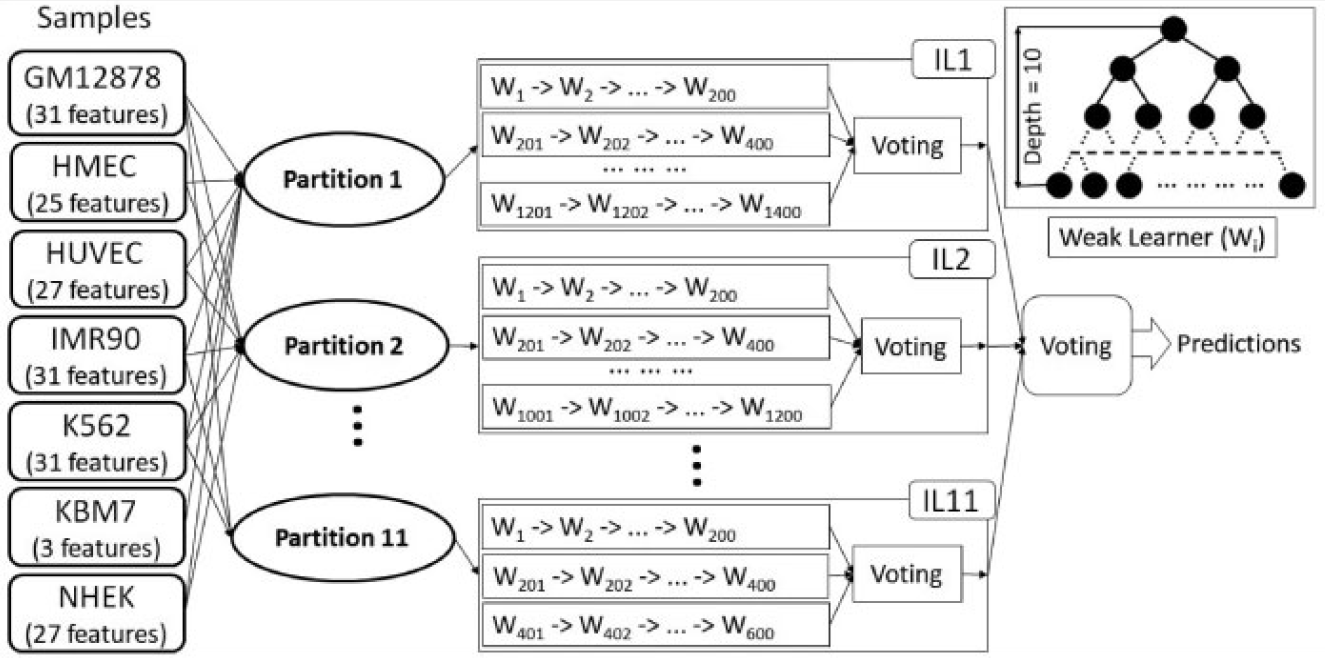 Samples
GM12878
(31 features)
HMEC
(25 features)
HUVEC
(27 features)
IMR90
(31 features)
K562
(31 features)
KBM7
(3 features)
NHEK
(27 features)
Partition 1
Partition 2
Partition 11
IL1
W₁ -> W₂ -> ... -> W₂₀₀
W₂₀₁ -> W₂₀₂ -> ... -> W₄₀₀
... ... ...
W₁₂₀₁ -> W₁₂₀₂ -> ... -> W₁₄₀₀
Voting
IL2
W₁ -> W₂ -> ... -> W₂₀₀
W₂₀₁ -> W₂₀₂ -> ... -> W₄₀₀
... ... ...
W₁₀₀₁ -> W₁₀₀₂ -> ... -> W₁₂₀₀
Voting
IL11
W₁ -> W₂ -> ... -> W₂₀₀
W₂₀₁ -> W₂₀₂ -> ... -> W₄₀₀
W₄₀₁ -> W₄₀₂ -> ... -> W₆₀₀
Voting
Depth = 10
... ... ... ...
Weak Learner (Wᵢ)
Voting
Predictions